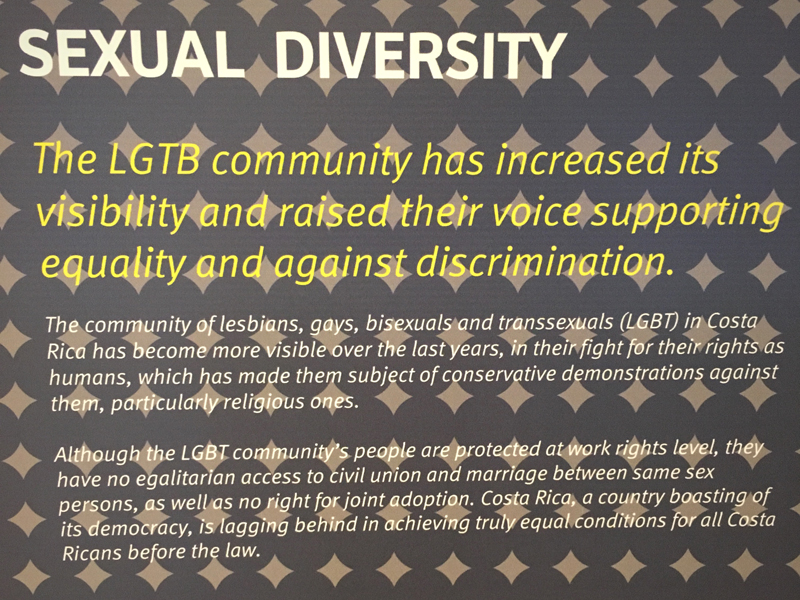 SEXUAL DIVERSITY
The LGTB community has increased its
visibility and raised their voice supporting
equality and against discrimination.
The community of lesbians, gays, bisexuals and transsexuals (LGBT) in Costa
Rica has become more visible over the last years, in their fight for their rights as
humans, which has made them subject of conservative demonstrations against
them, particularly religious ones.
Although the LGBT community's people are protected at work rights level, they
have no egalitarian access to civil union and marriage between same sex
persons, as well as no right for joint adoption. Costa Rica, a country boasting of
its democracy, is lagging behind in achieving truly equal conditions for all Costa
Ricans before the law.